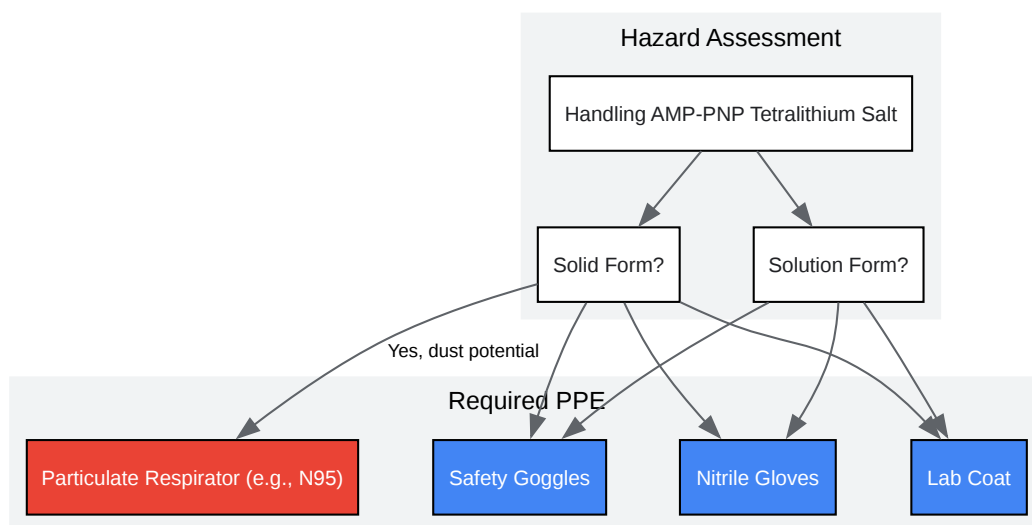 Hazard Assessment
Handling AMP-PNP Tetralithium Salt
Solid Form?
Solution Form?
Yes, dust potential
Required PPE
Particulate Respirator (e.g., N95)
Safety Goggles
Nitrile Gloves
Lab Coat